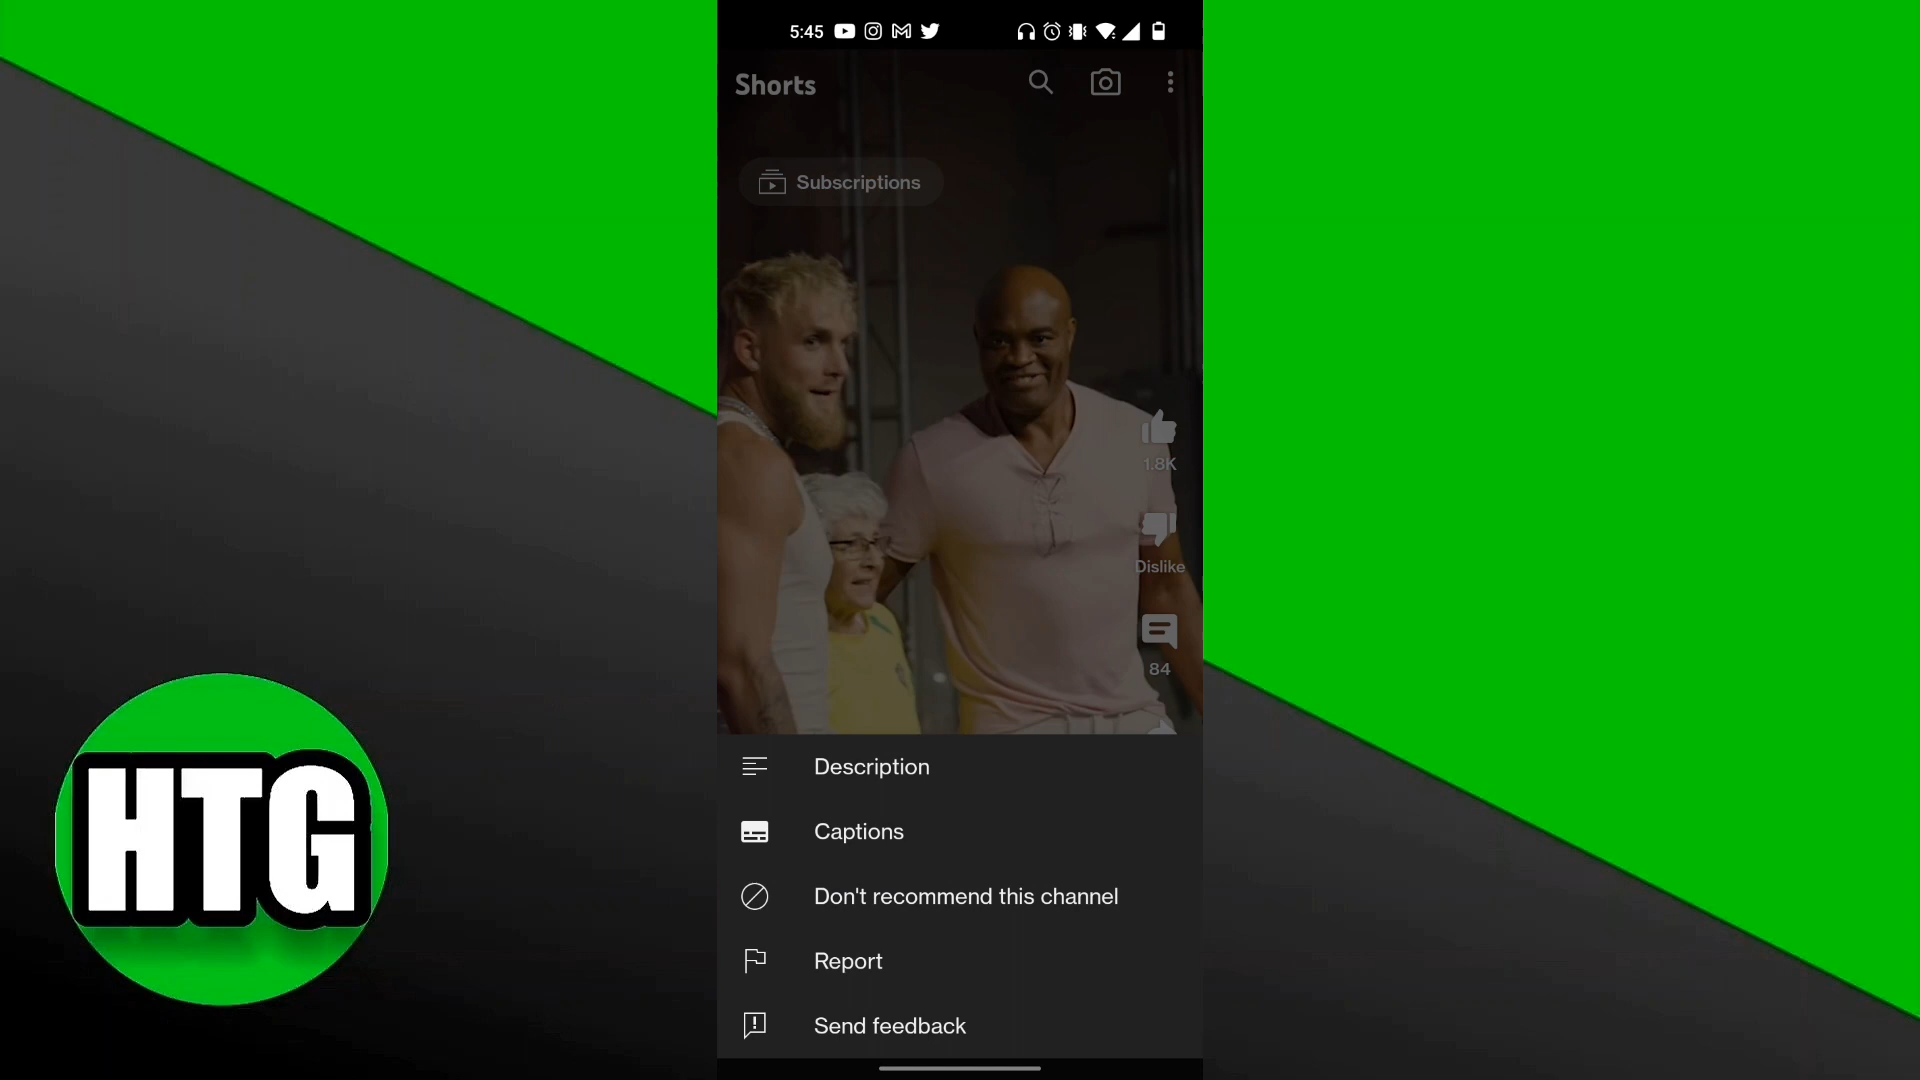 5:45
Shorts
Subscriptions
1.8K
Dislike
84
Description
Captions
Don't recommend this channel
Report
Send feedback
HTG